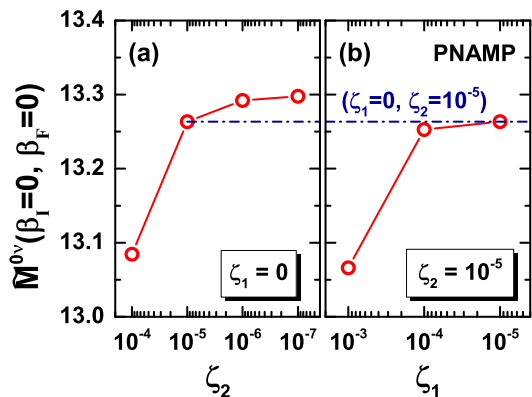 13.4
13.3
13.2
13.1
13.0
M̃⁰ᵛ(β_I=0, β_F=0)
(a)
ζ₁ = 0
10⁻⁴ 10⁻⁵ 10⁻⁶ 10⁻⁷
ζ₂
(b) PNAMP
(ζ₁=0, ζ₂=10⁻⁵)
ζ₂ = 10⁻⁵
10⁻³ 10⁻⁴ 10⁻⁵
ζ₁